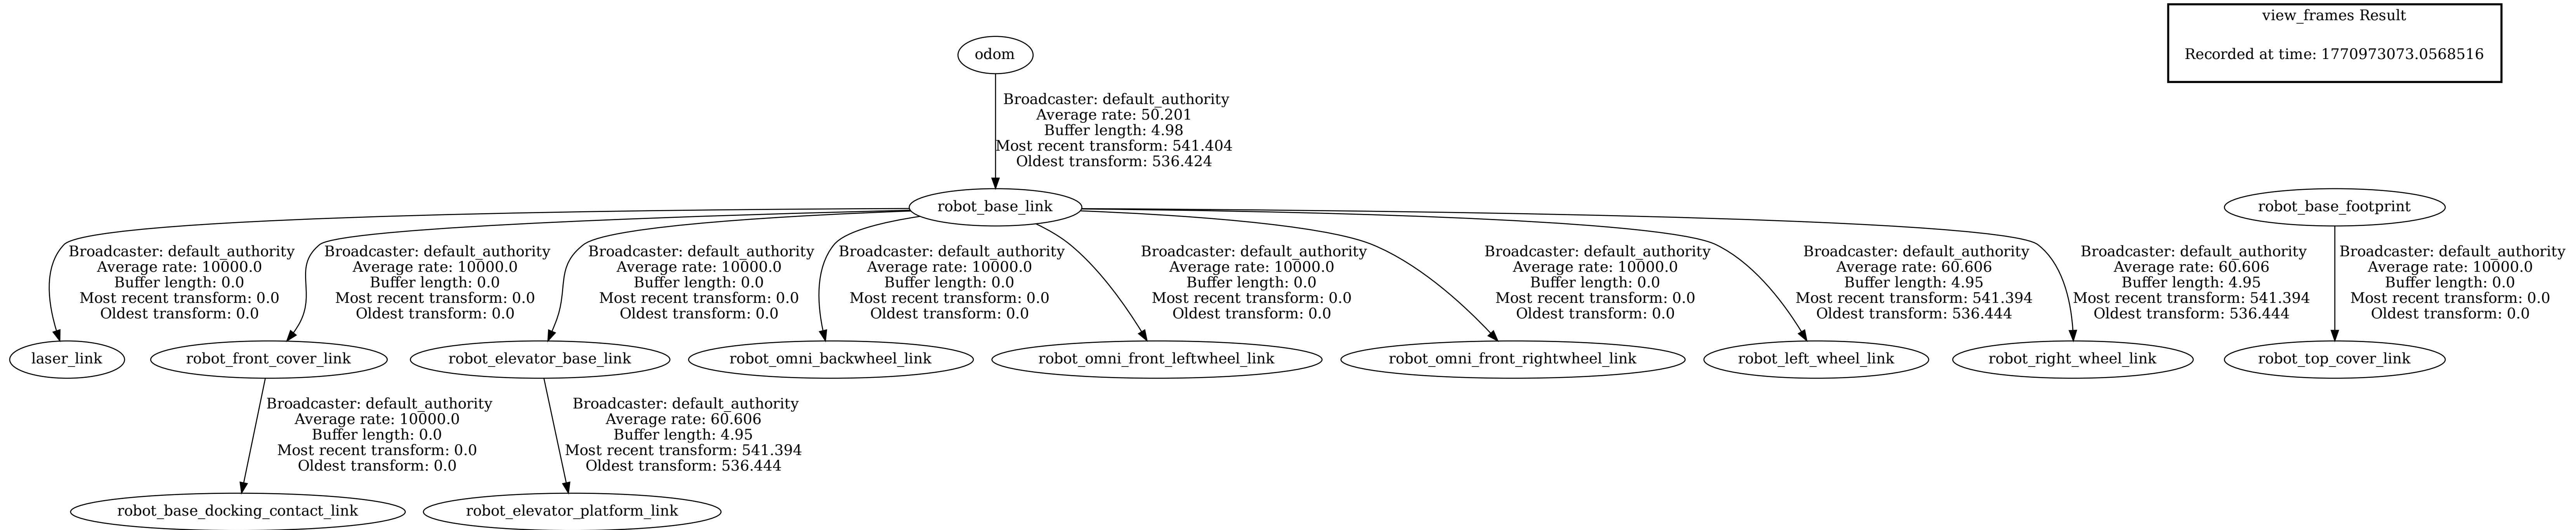 view_frames Result
Recorded at time: 1770973073.0568516
odom
Broadcaster: default_authority
Average rate: 50.201
Buffer length: 4.98
Most recent transform: 541.404
Oldest transform: 536.424
robot_base_link
robot_base_footprint
Broadcaster: default_authority
Average rate: 10000.0
Buffer length: 0.0
Most recent transform: 0.0
Oldest transform: 0.0
Broadcaster: default_authority
Average rate: 10000.0
Buffer length: 0.0
Most recent transform: 0.0
Oldest transform: 0.0
Broadcaster: default_authority
Average rate: 10000.0
Buffer length: 0.0
Most recent transform: 0.0
Oldest transform: 0.0
Broadcaster: default_authority
Average rate: 10000.0
Buffer length: 0.0
Most recent transform: 0.0
Oldest transform: 0.0
Broadcaster: default_authority
Average rate: 10000.0
Buffer length: 0.0
Most recent transform: 0.0
Oldest transform: 0.0
Broadcaster: default_authority
Average rate: 10000.0
Buffer length: 0.0
Most recent transform: 0.0
Oldest transform: 0.0
Broadcaster: default_authority
Average rate: 60.606
Buffer length: 4.95
Most recent transform: 541.394
Oldest transform: 536.444
Broadcaster: default_authority
Average rate: 60.606
Buffer length: 4.95
Most recent transform: 541.394
Oldest transform: 536.444
Broadcaster: default_authority
Average rate: 10000.0
Buffer length: 0.0
Most recent transform: 0.0
Oldest transform: 0.0
laser_link
robot_front_cover_link
robot_elevator_base_link
robot_omni_backwheel_link
robot_omni_front_leftwheel_link
robot_omni_front_rightwheel_link
robot_left_wheel_link
robot_right_wheel_link
robot_top_cover_link
Broadcaster: default_authority
Average rate: 10000.0
Buffer length: 0.0
Most recent transform: 0.0
Oldest transform: 0.0
Broadcaster: default_authority
Average rate: 60.606
Buffer length: 4.95
Most recent transform: 541.394
Oldest transform: 536.444
robot_base_docking_contact_link
robot_elevator_platform_link